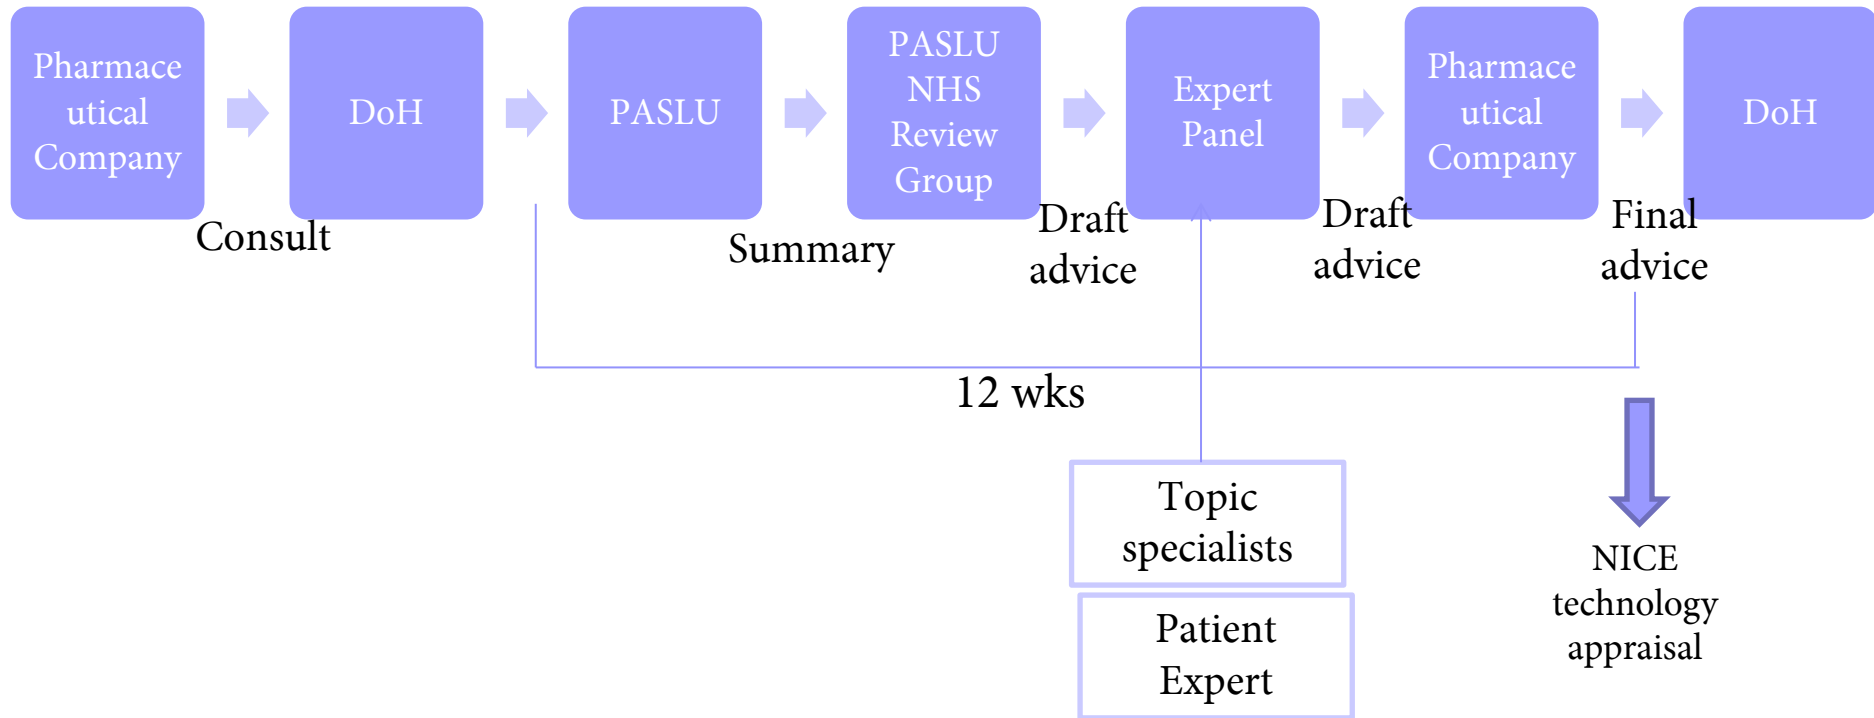 Pharmace
utical
Company
DoH
PASLU
PASLU
NHS
Review
Group
Expert
Panel
Pharmace
utical
Company
DoH
Consult
Summary
Draft
advice
Draft
advice
Final
advice
12 wks
Topic
specialists
Patient
Expert
NICE
technology
appraisal